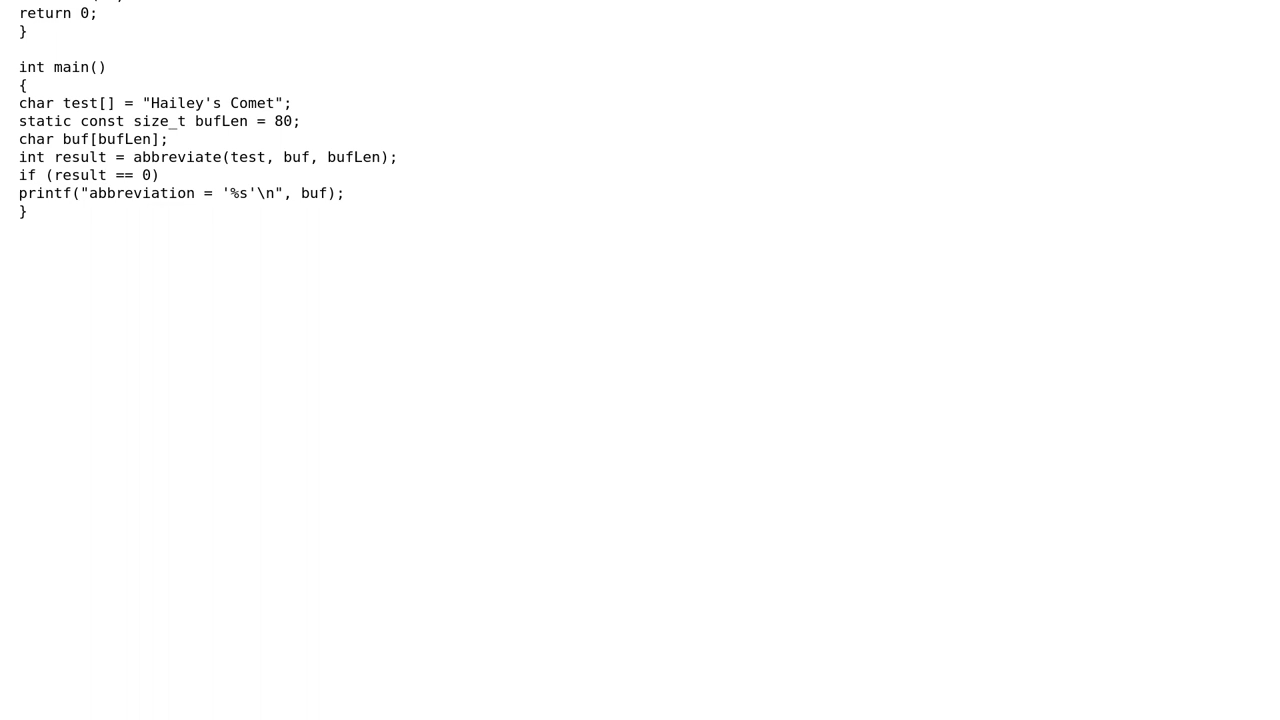 return 0;
}

int main()
{
char test[] = "Hailey's Comet";
static const size_t bufLen = 80;
char buf[bufLen];
int result = abbreviate(test, buf, bufLen);
if (result == 0)
printf("abbreviation = '%s'\n", buf);
}